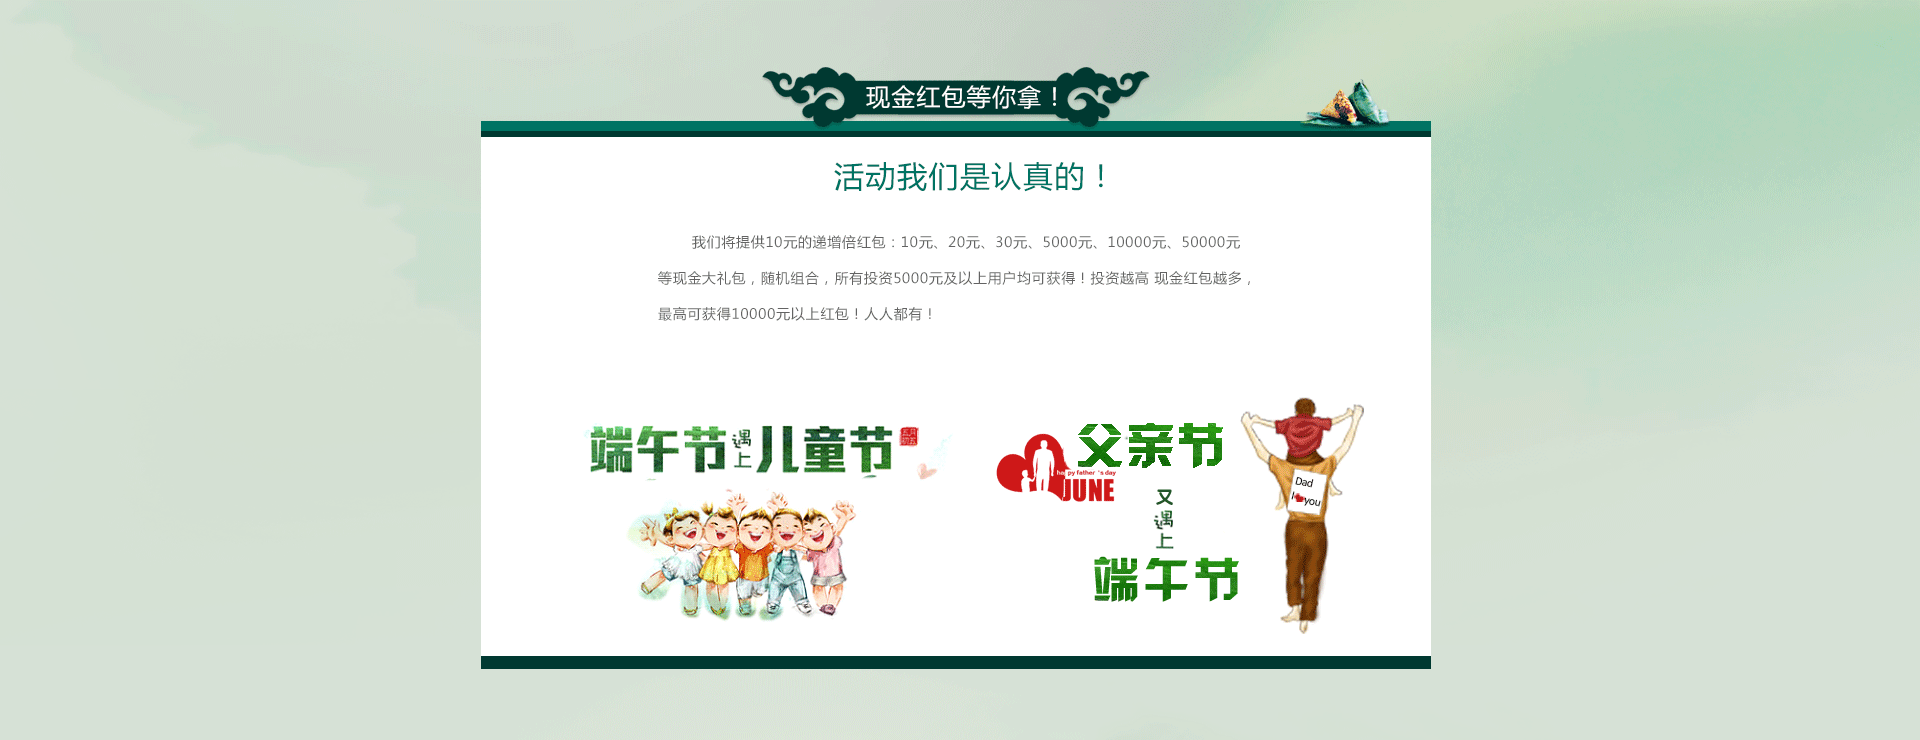 现金红包等你拿！
活动我们是认真的！
我们将提供10元的递增倍红包：10元、20元、30元、5000元、10000元、50000元
等现金大礼包，随机组合，所有投资5000元及以上用户均可获得！投资越高 现金红包越多，
最高可获得10000元以上红包！人人都有！
端午节遇上儿童节
父亲节
happy father's day
JUNE
又
遇
上
端午节
Dad
I you